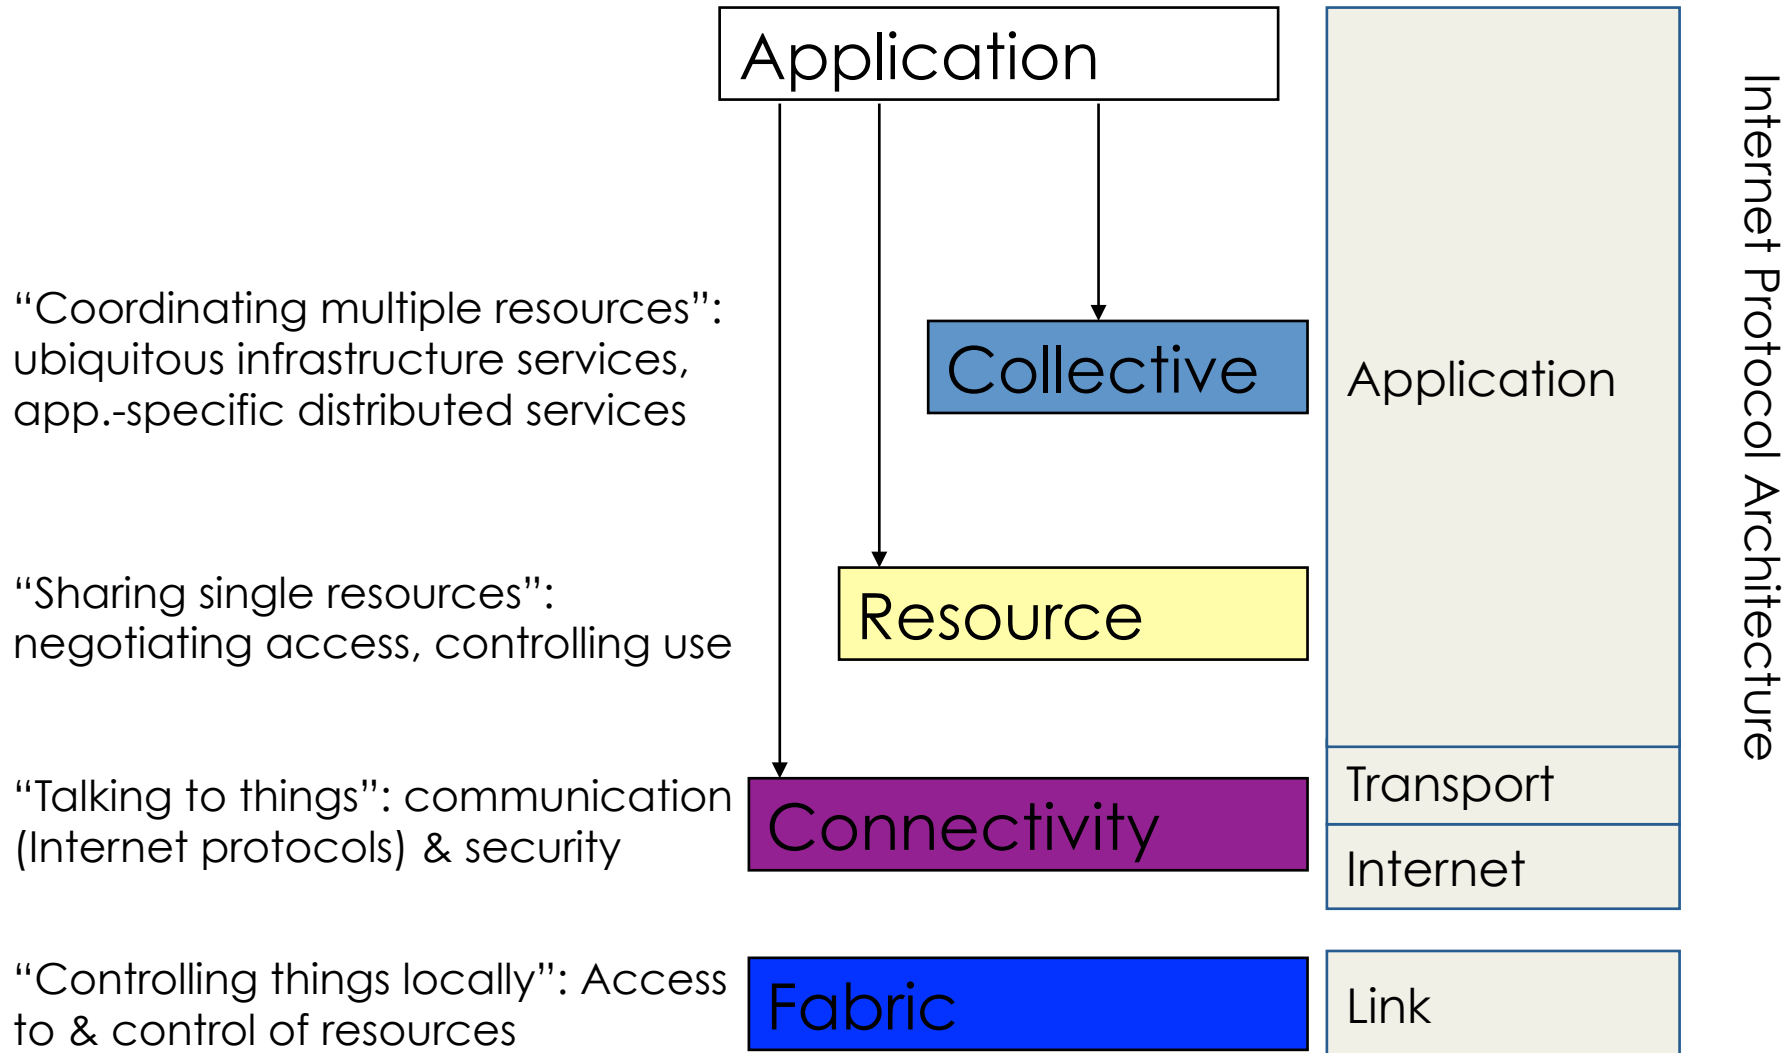 Application
“Coordinating multiple resources”:
ubiquitous infrastructure services,
app.-specific distributed services
Collective
“Sharing single resources”:
negotiating access, controlling use
Resource
“Talking to things”: communication
(Internet protocols) & security
Connectivity
“Controlling things locally”: Access
to & control of resources
Fabric
Application
Transport
Internet
Link
Internet Protocol Architecture